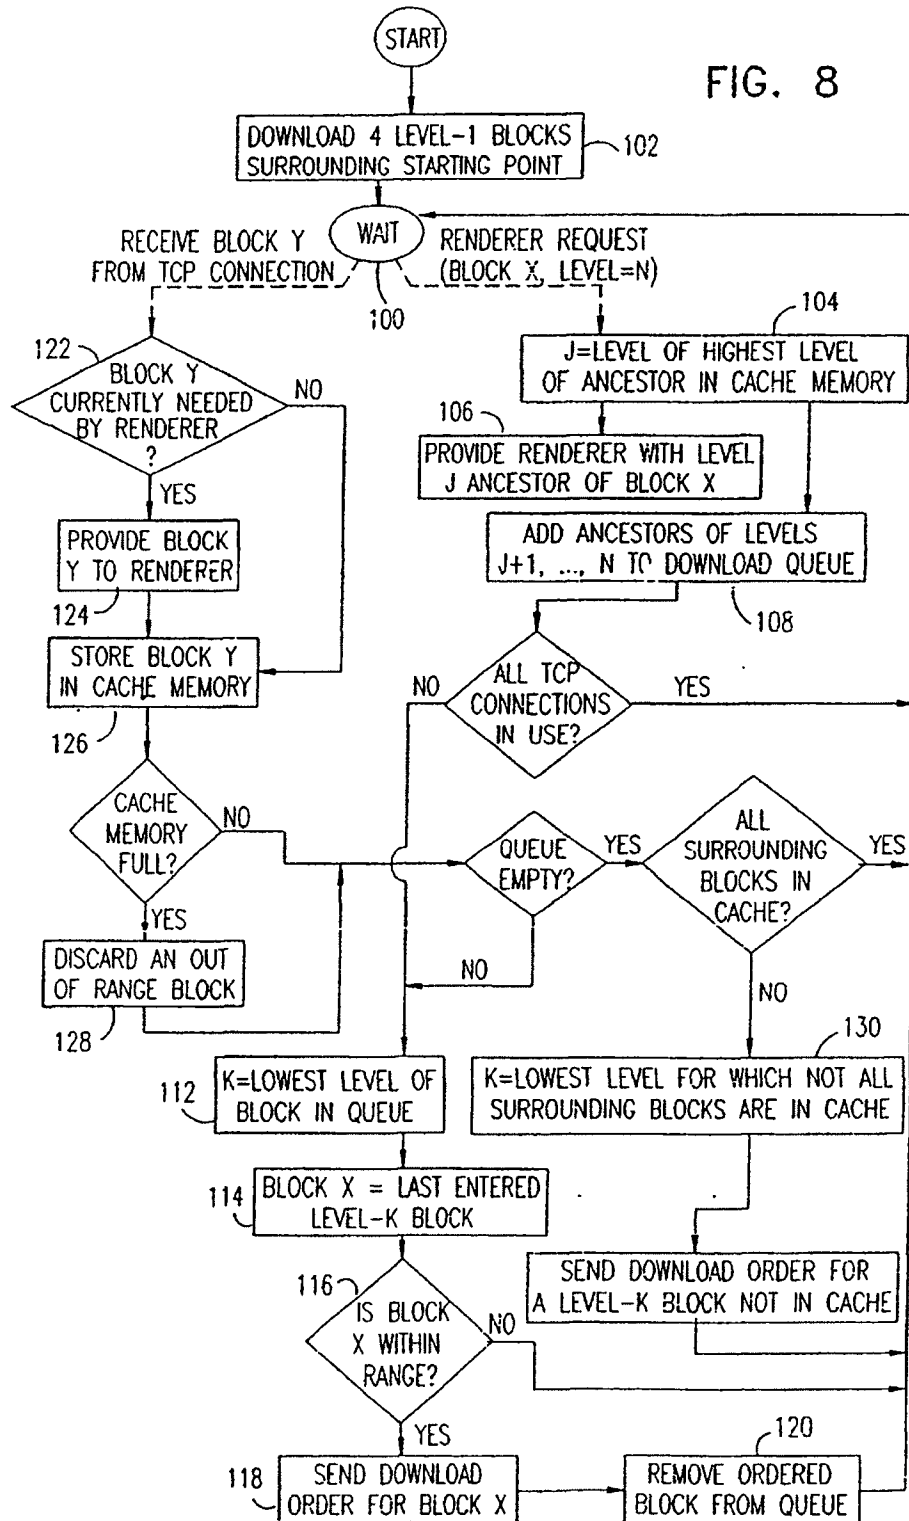 START
FIG. 8
DOWNLOAD 4 LEVEL-1 BLOCKS
SURROUNDING STARTING POINT
102
WAIT
100
RECEIVE BLOCK Y
FROM TCP CONNECTION
RENDERER REQUEST
(BLOCK X, LEVEL=N)
104
J=LEVEL OF HIGHEST LEVEL
OF ANCESTOR IN CACHE MEMORY
106
PROVIDE RENDERER WITH LEVEL
J ANCESTOR OF BLOCK X
ADD ANCESTORS OF LEVELS
J+1, ..., N TO DOWNLOAD QUEUE
108
122
BLOCK Y
CURRENTLY NEEDED
BY RENDERER
?
NO
YES
PROVIDE BLOCK
Y TO RENDERER
124
STORE BLOCK Y
IN CACHE MEMORY
126
CACHE
MEMORY
FULL?
NO
YES
DISCARD AN OUT
OF RANGE BLOCK
128
ALL TCP
CONNECTIONS
IN USE?
NO
YES
QUEUE
EMPTY?
YES
NO
ALL
SURROUNDING
BLOCKS IN
CACHE?
YES
NO
112
K=LOWEST LEVEL OF
BLOCK IN QUEUE
130
K=LOWEST LEVEL FOR WHICH NOT ALL
SURROUNDING BLOCKS ARE IN CACHE
114
BLOCK X = LAST ENTERED
LEVEL-K BLOCK
SEND DOWNLOAD ORDER FOR
A LEVEL-K BLOCK NOT IN CACHE
116
IS BLOCK
X WITHIN
RANGE?
NO
YES
118
SEND DOWNLOAD
ORDER FOR BLOCK X
120
REMOVE ORDERED
BLOCK FROM QUEUE